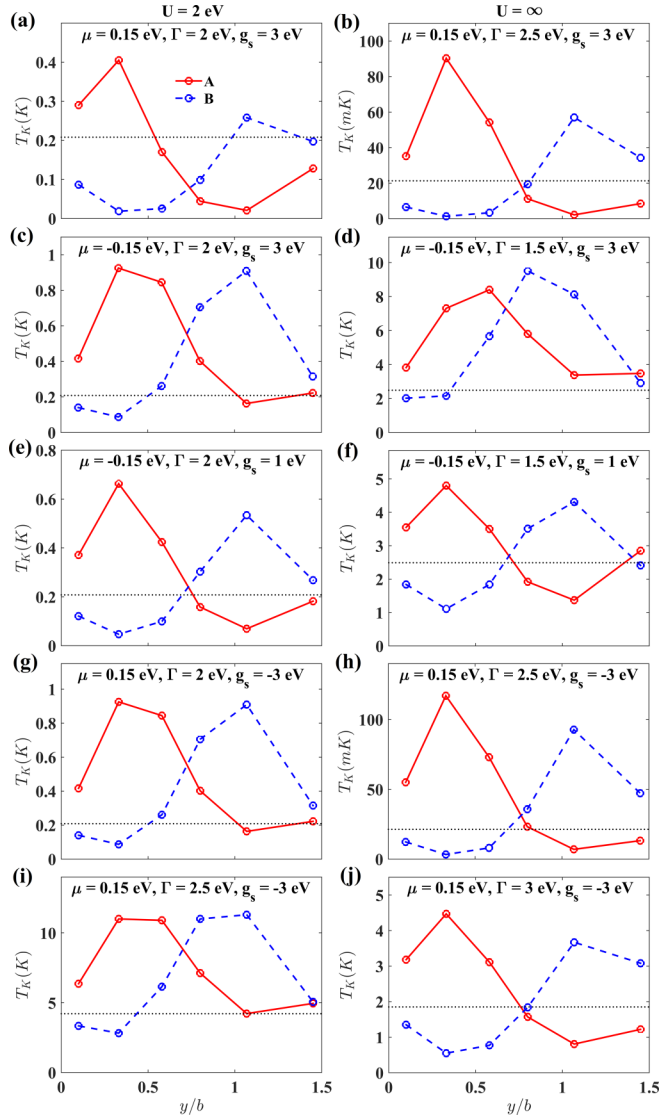 U = 2 eV
U = ∞
(a)
μ = 0.15 eV, Γ = 2 eV, g_s = 3 eV
T_K(K)
0.4
0.3
0.2
0.1
0
A
B
(b)
μ = 0.15 eV, Γ = 2.5 eV, g_s = 3 eV
T_K(mK)
100
80
60
40
20
0
(c)
μ = -0.15 eV, Γ = 2 eV, g_s = 3 eV
T_K(K)
1
0.8
0.6
0.4
0.2
0
(d)
μ = -0.15 eV, Γ = 1.5 eV, g_s = 3 eV
T_K(K)
10
8
6
4
2
0
(e)
μ = -0.15 eV, Γ = 2 eV, g_s = 1 eV
T_K(K)
0.8
0.6
0.4
0.2
0
(f)
μ = -0.15 eV, Γ = 1.5 eV, g_s = 1 eV
T_K(K)
5
4
3
2
1
0
(g)
μ = 0.15 eV, Γ = 2 eV, g_s = -3 eV
T_K(K)
1
0.8
0.6
0.4
0.2
0
(h)
μ = 0.15 eV, Γ = 2.5 eV, g_s = -3 eV
T_K(mK)
100
50
0
(i)
μ = 0.15 eV, Γ = 2.5 eV, g_s = -3 eV
T_K(K)
10
5
0
0 0.5 1 1.5
y/b
(j)
μ = 0.15 eV, Γ = 3 eV, g_s = -3 eV
T_K(K)
5
4
3
2
1
0
0 0.5 1 1.5
y/b